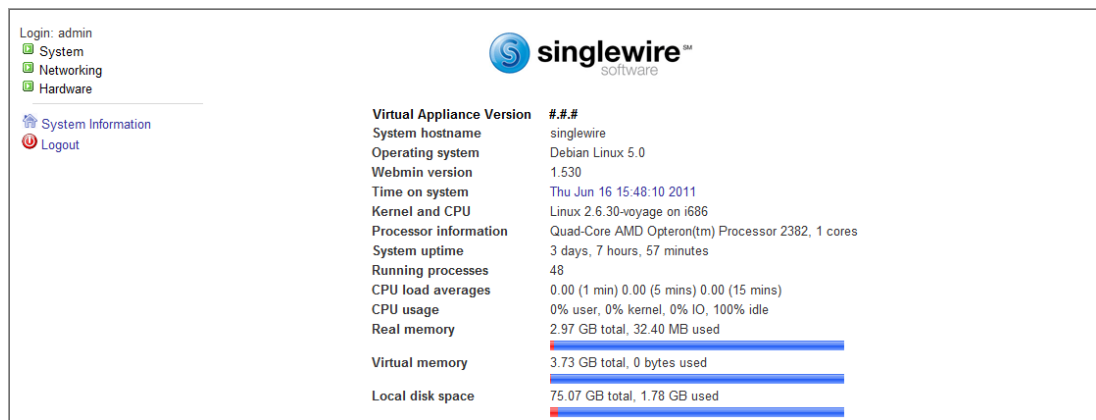 Login: admin
System
Networking
Hardware
System Information
Logout
singlewire℠
software
Virtual Appliance Version #.#.#
System hostname singlewire
Operating system Debian Linux 5.0
Webmin version 1.530
Time on system Thu Jun 16 15:48:10 2011
Kernel and CPU Linux 2.6.30-voyage on i686
Processor information Quad-Core AMD Opteron(tm) Processor 2382, 1 cores
System uptime 3 days, 7 hours, 57 minutes
Running processes 48
CPU load averages 0.00 (1 min) 0.00 (5 mins) 0.00 (15 mins)
CPU usage 0% user, 0% kernel, 0% IO, 100% idle
Real memory 2.97 GB total, 32.40 MB used
Virtual memory 3.73 GB total, 0 bytes used
Local disk space 75.07 GB total, 1.78 GB used